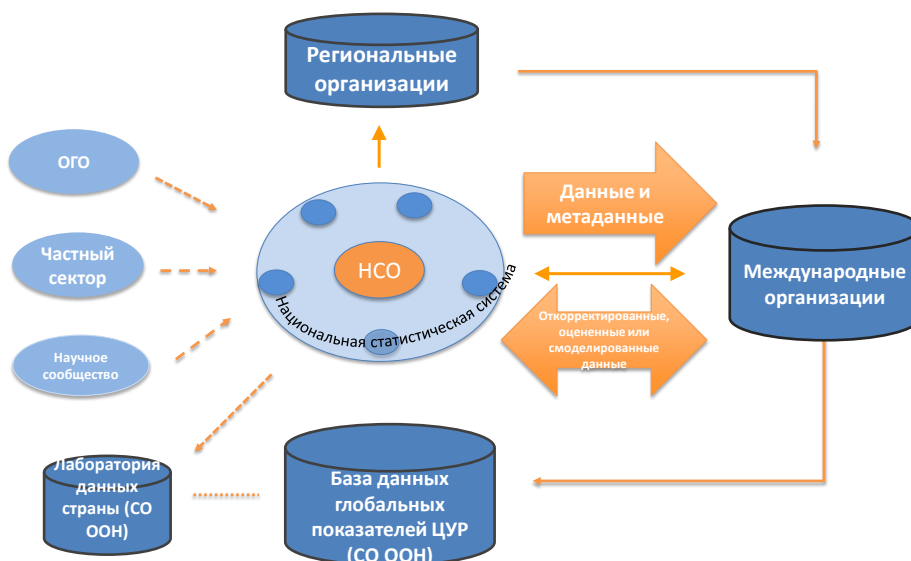 Региональные
организации
ОГО
Частный
сектор
Научное
сообщество
НСО
Национальная статистическая система
Данные и
метаданные
Международные
организации
Откорректированные,
оцененные или
смоделированные
данные
Лаборатория
данных
страны (СО
ООН)
База данных
глобальных
показателей ЦУР
(СО ООН)